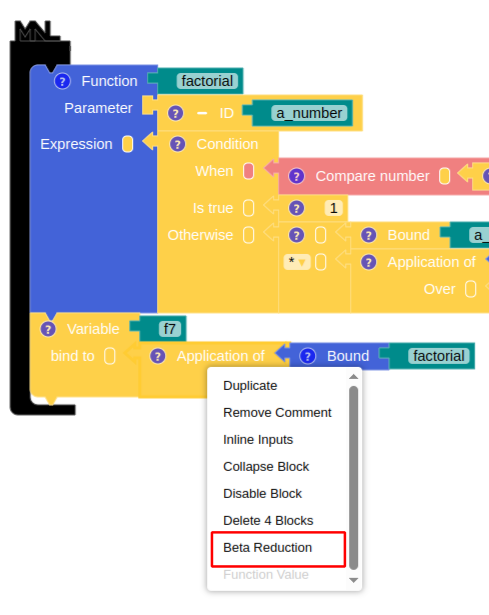 MNL
? Function factorial
Parameter ? − ID a_number
Expression ? Condition
When ? Compare number
Is true ? 1
Otherwise ? ? Bound a_
* ▾ ? Application of
Over
? Variable f7
bind to ? Application of ? Bound factorial
Duplicate
Remove Comment
Inline Inputs
Collapse Block
Disable Block
Delete 4 Blocks
Beta Reduction
Function Value